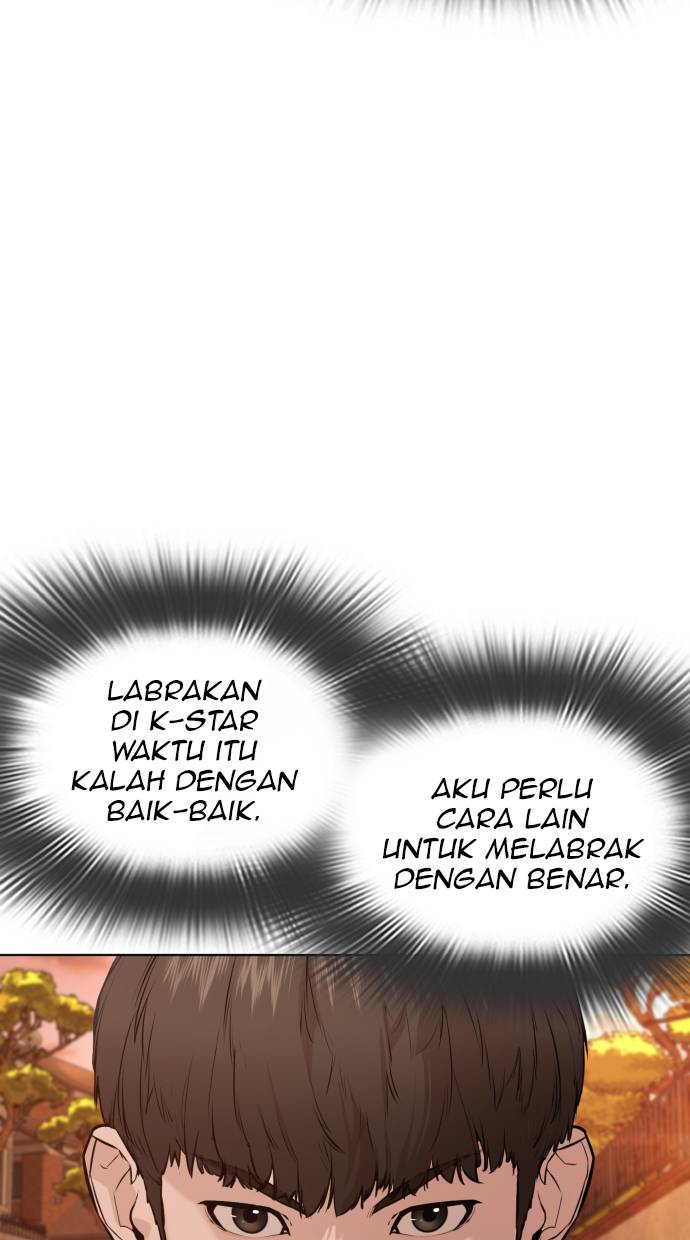 LABRAKAN
DI K-STAR
WAKTU ITU
KALAH DENGAN
BAIK-BAIK.
AKU PERLU
CARA LAIN
UNTUK MELABRAK
DENGAN BENAR.